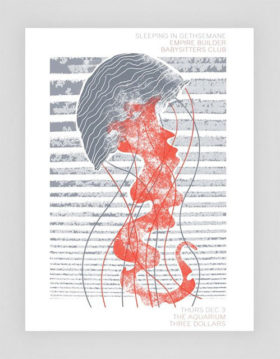 SLEEPING IN GETHSEMANE
EMPIRE BUILDER
BABYSITTERS CLUB
THURS DEC. 3
THE AQUARIUM
THREE DOLLARS